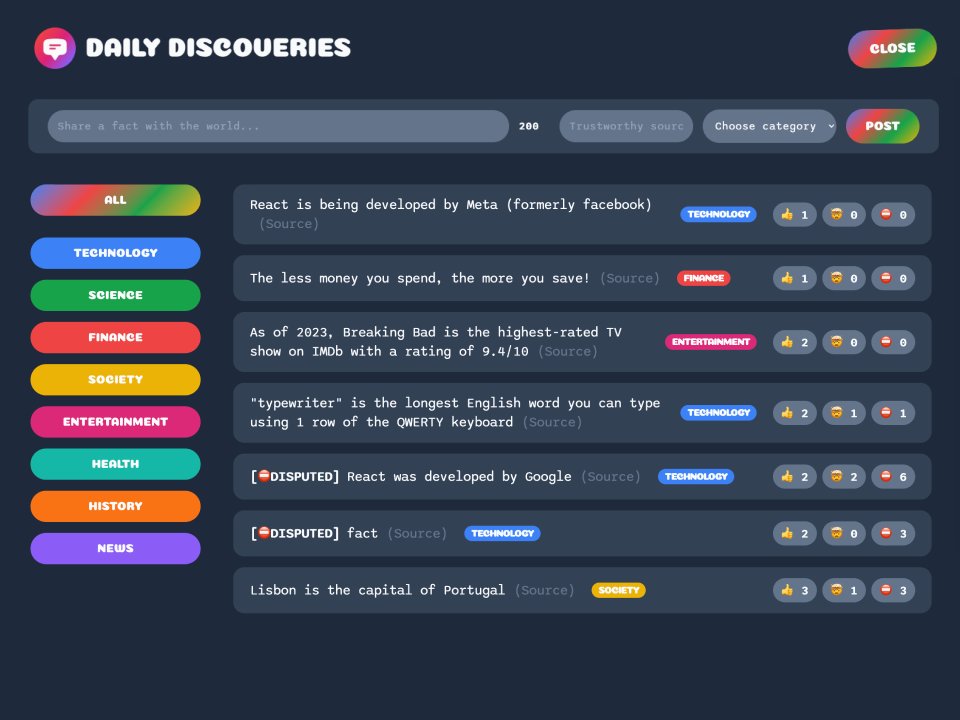 DAILY DISCOVERIES
CLOSE
Share a fact with the world...
200
Trustworthy sourc
Choose category
POST
ALL
TECHNOLOGY
SCIENCE
FINANCE
SOCIETY
ENTERTAINMENT
HEALTH
HISTORY
NEWS
React is being developed by Meta (formerly facebook)
(Source)
TECHNOLOGY
👍 1 🤯 0 ⛔ 0
The less money you spend, the more you save! (Source)
FINANCE
👍 1 🤯 0 ⛔ 0
As of 2023, Breaking Bad is the highest-rated TV
show on IMDb with a rating of 9.4/10 (Source)
ENTERTAINMENT
👍 2 🤯 0 ⛔ 0
"typewriter" is the longest English word you can type
using 1 row of the QWERTY keyboard (Source)
TECHNOLOGY
👍 2 🤯 1 ⛔ 1
[⛔DISPUTED] React was developed by Google (Source)
TECHNOLOGY
👍 2 🤯 2 ⛔ 6
[⛔DISPUTED] fact (Source)
TECHNOLOGY
👍 2 🤯 0 ⛔ 3
Lisbon is the capital of Portugal (Source)
SOCIETY
👍 3 🤯 1 ⛔ 3